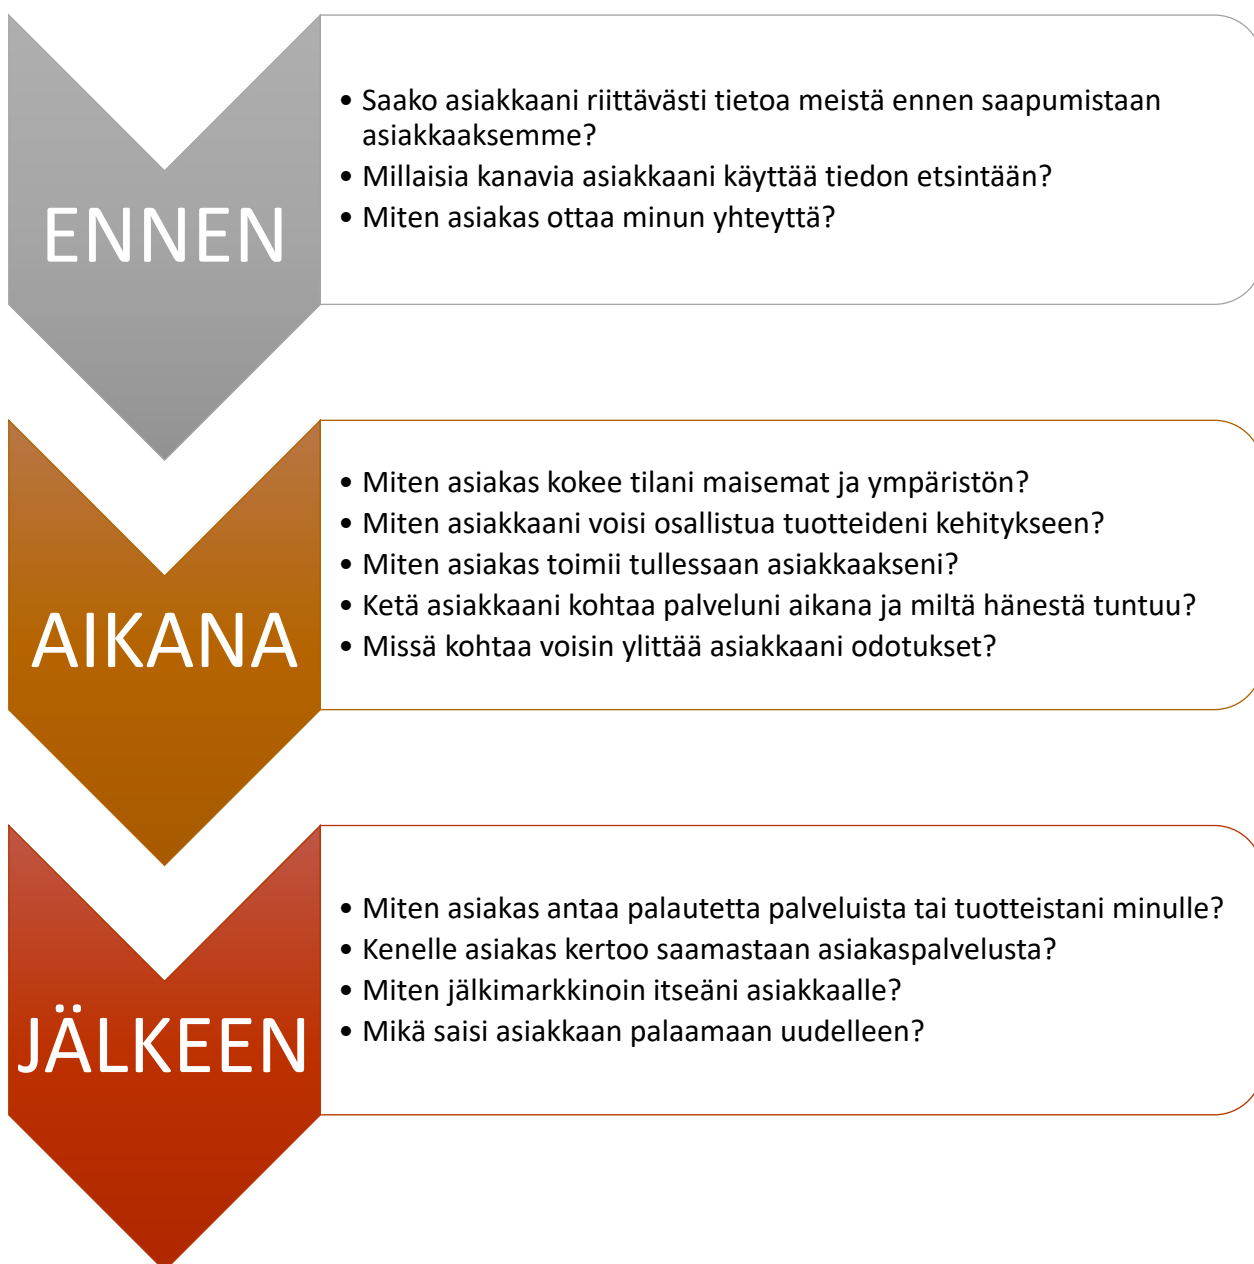 ENNEN
• Saako asiakkaani riittävästi tietoa meistä ennen saapumistaan
asiakkaaksemme?
• Millaisia kanavia asiakkaani käyttää tiedon etsintään?
• Miten asiakas ottaa minun yhteyttä?
AIKANA
• Miten asiakas kokee tilani maisemat ja ympäristön?
• Miten asiakkaani voisi osallistua tuotteideni kehitykseen?
• Miten asiakas toimii tullessaan asiakkaakseni?
• Ketä asiakkaani kohtaa palveluni aikana ja miltä hänestä tuntuu?
• Missä kohtaa voisin ylittää asiakkaani odotukset?
JÄLKEEN
• Miten asiakas antaa palautetta palveluista tai tuotteistani minulle?
• Kenelle asiakas kertoo saamastaan asiakaspalvelusta?
• Miten jälkimarkkinoin itseäni asiakkaalle?
• Mikä saisi asiakkaan palaamaan uudelleen?